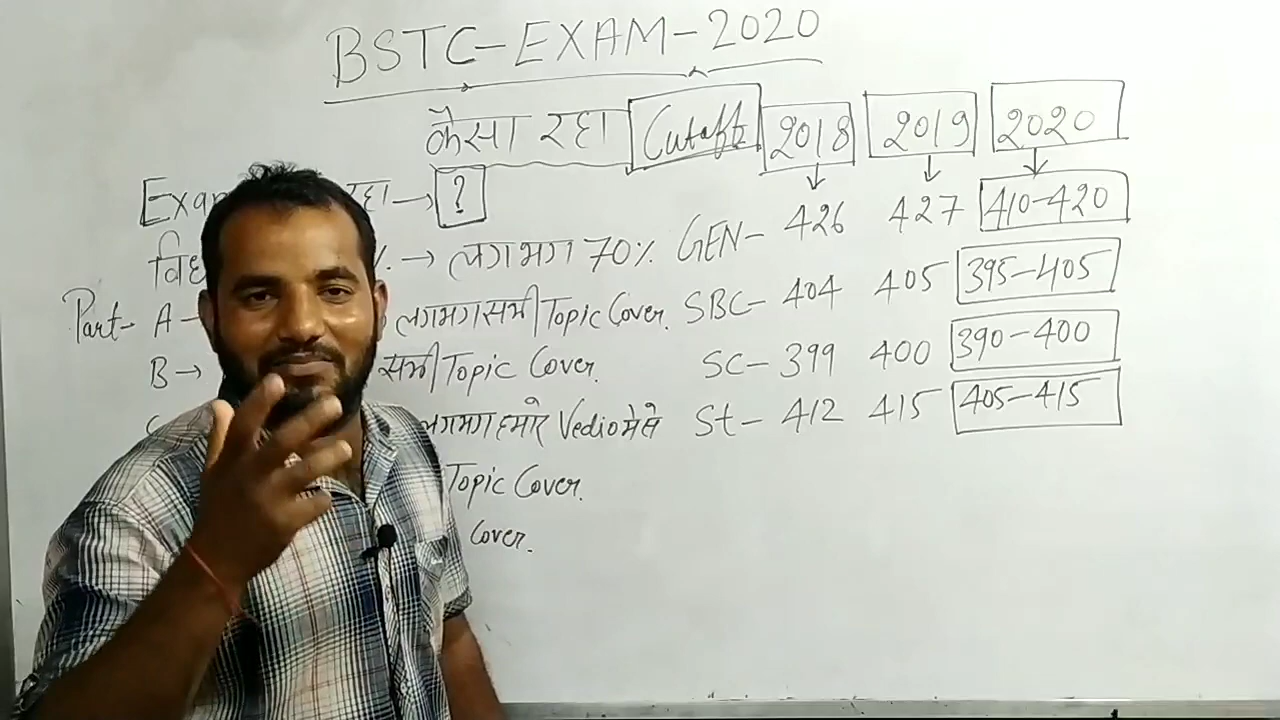 BSTC-EXAM-2020
कैसा रहा Cutoff 2018 2019 2020
Exam रहा → ?
% → लगभग 70% GEN- 426 427 410-420
Part- A - लगभग सभी Topic Cover. SBC- 404 405 395-405
B → सभी Topic Cover. SC- 399 400 390-400
लगभग हमारे Vedio मेसे St- 412 415 405-415
Topic Cover.
Cover.